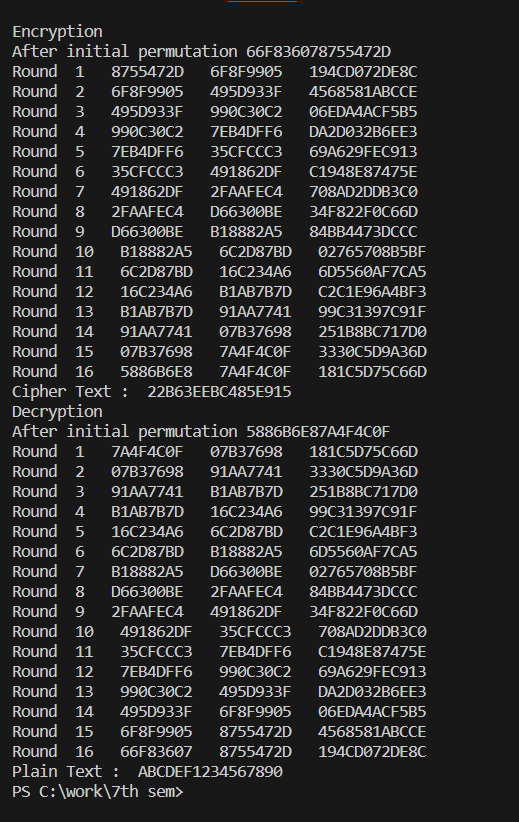 Encryption
After initial permutation 66F836078755472D
Round  1   8755472D   6F8F9905   194CD072DE8C
Round  2   6F8F9905   495D933F   4568581ABCCE
Round  3   495D933F   990C30C2   06EDA4ACF5B5
Round  4   990C30C2   7EB4DFF6   DA2D032B6EE3
Round  5   7EB4DFF6   35CFCCC3   69A629FEC913
Round  6   35CFCCC3   491862DF   C1948E87475E
Round  7   491862DF   2FAAFEC4   708AD2DDB3C0
Round  8   2FAAFEC4   D66300BE   34F822F0C66D
Round  9   D66300BE   B18882A5   84BB4473DCCC
Round  10   B18882A5   6C2D87BD   02765708B5BF
Round  11   6C2D87BD   16C234A6   6D5560AF7CA5
Round  12   16C234A6   B1AB7B7D   C2C1E96A4BF3
Round  13   B1AB7B7D   91AA7741   99C31397C91F
Round  14   91AA7741   07B37698   251B8BC717D0
Round  15   07B37698   7A4F4C0F   3330C5D9A36D
Round  16   5886B6E8   7A4F4C0F   181C5D75C66D
Cipher Text :  22B63EEBC485E915
Decryption
After initial permutation 5886B6E87A4F4C0F
Round  1   7A4F4C0F   07B37698   181C5D75C66D
Round  2   07B37698   91AA7741   3330C5D9A36D
Round  3   91AA7741   B1AB7B7D   251B8BC717D0
Round  4   B1AB7B7D   16C234A6   99C31397C91F
Round  5   16C234A6   6C2D87BD   C2C1E96A4BF3
Round  6   6C2D87BD   B18882A5   6D5560AF7CA5
Round  7   B18882A5   D66300BE   02765708B5BF
Round  8   D66300BE   2FAAFEC4   84BB4473DCCC
Round  9   2FAAFEC4   491862DF   34F822F0C66D
Round  10   491862DF   35CFCCC3   708AD2DDB3C0
Round  11   35CFCCC3   7EB4DFF6   C1948E87475E
Round  12   7EB4DFF6   990C30C2   69A629FEC913
Round  13   990C30C2   495D933F   DA2D032B6EE3
Round  14   495D933F   6F8F9905   06EDA4ACF5B5
Round  15   6F8F9905   8755472D   4568581ABCCE
Round  16   66F83607   8755472D   194CD072DE8C
Plain Text :  ABCDEF1234567890
PS C:\work\7th sem>